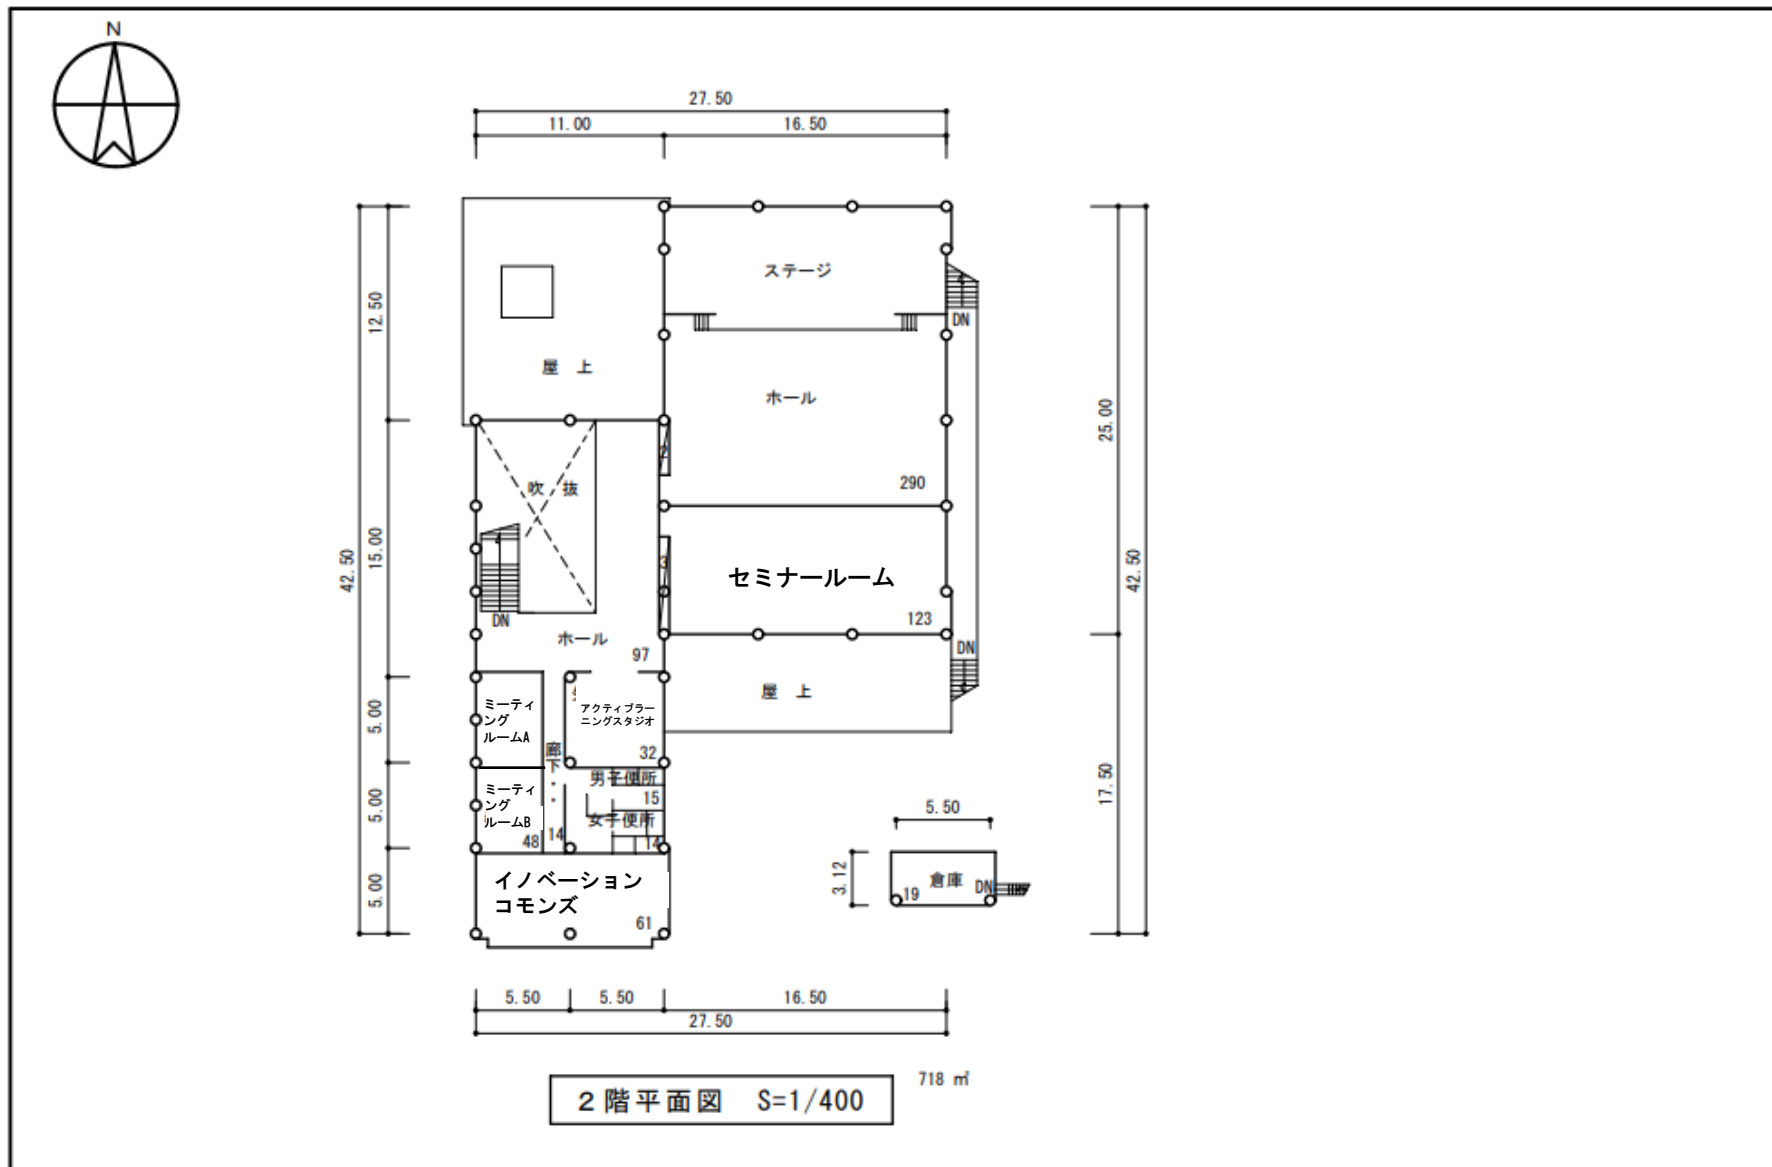 N
27.50
11.00
16.50
ステージ
DN
12.50
屋 上
ホール
25.00
2
290
吹 抜
15.00
42.50
3
セミナールーム
42.50
DN
123
ホール
97
DN
屋 上
ミーティ
ング
ルームA
アクティブラー
ニングスタジオ
5.00
32
廊
下
男子便所
15
17.50
ミーティ
ング
ルームB
5.00
女子便所
48
14
14
5.50
3.12
倉庫
DN
19
イノベーション
コモンズ
5.00
61
5.50
5.50
16.50
27.50
718 ㎡
2階平面図 S=1/400